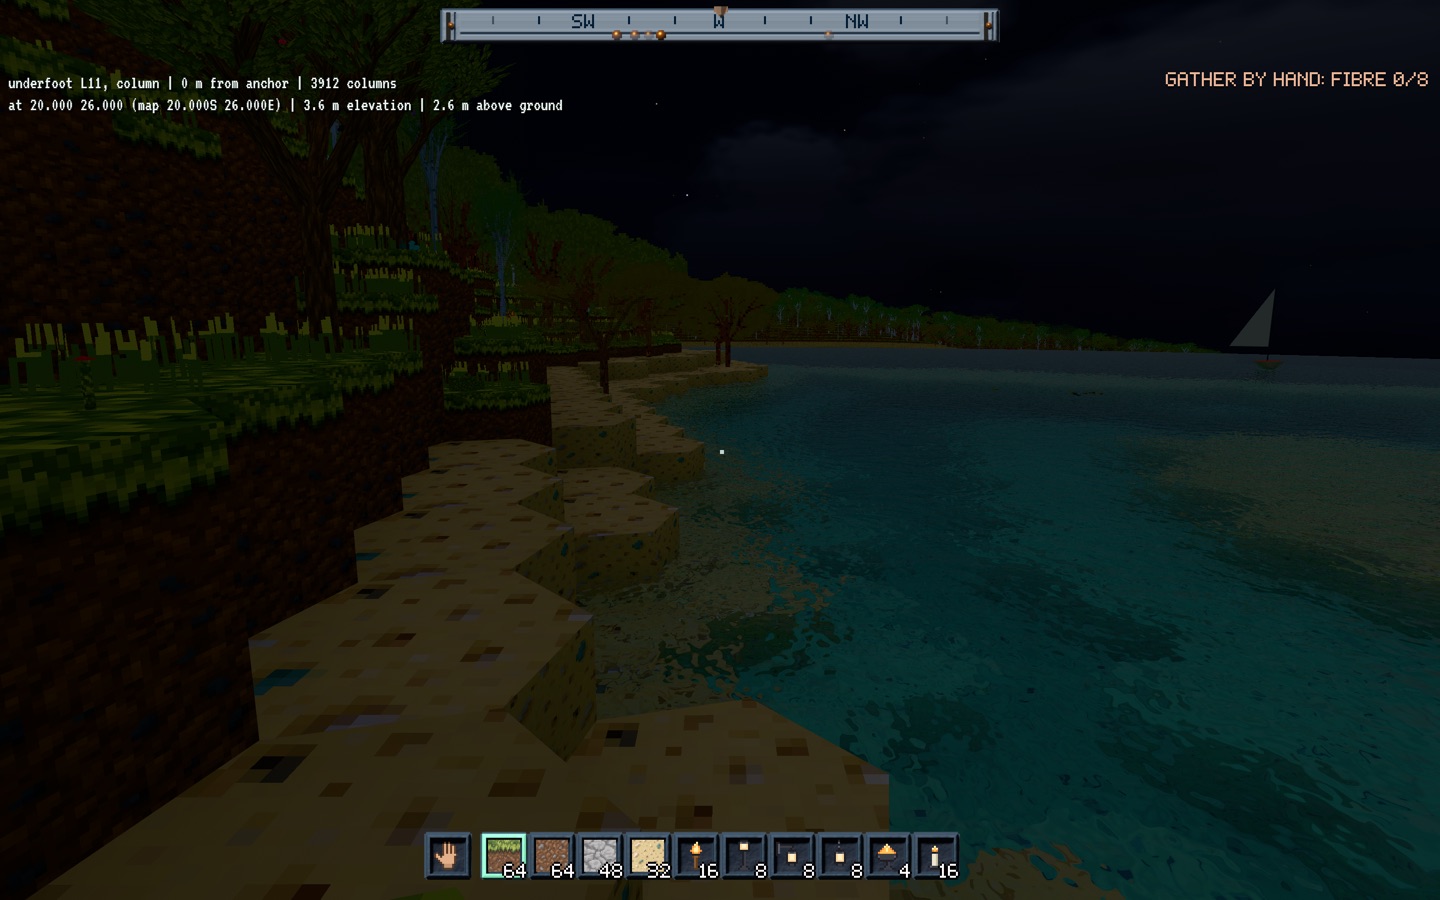 SW W NW
underfoot L11, column | 0 m from anchor | 3912 columns
at 20.000 26.000 (map 20.000S 26.000E) | 3.6 m elevation | 2.6 m above ground
GATHER BY HAND: FIBRE 0/8
64 64 48 32 16 8 8 8 4 16